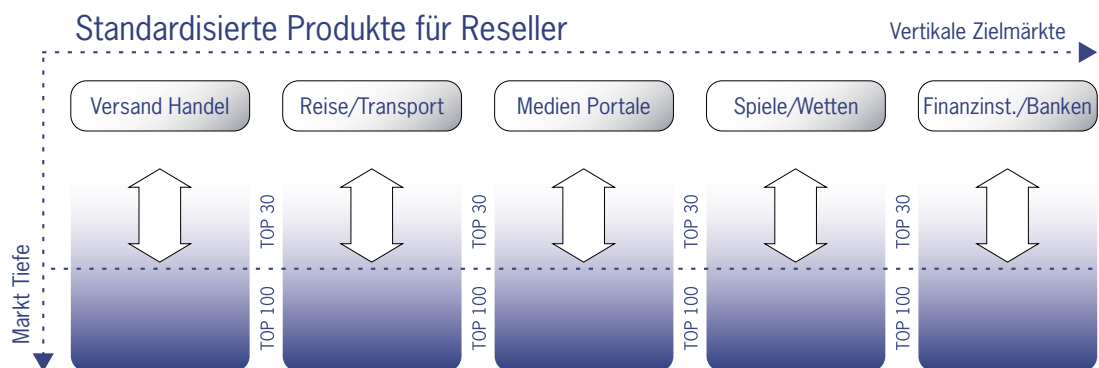 Standardisierte Produkte für Reseller
Vertikale Zielmärkte
Versand Handel
Reise/Transport
Medien Portale
Spiele/Wetten
Finanzinst./Banken
Markt Tiefe
TOP 30
TOP 30
TOP 30
TOP 30
TOP 100
TOP 100
TOP 100
TOP 100